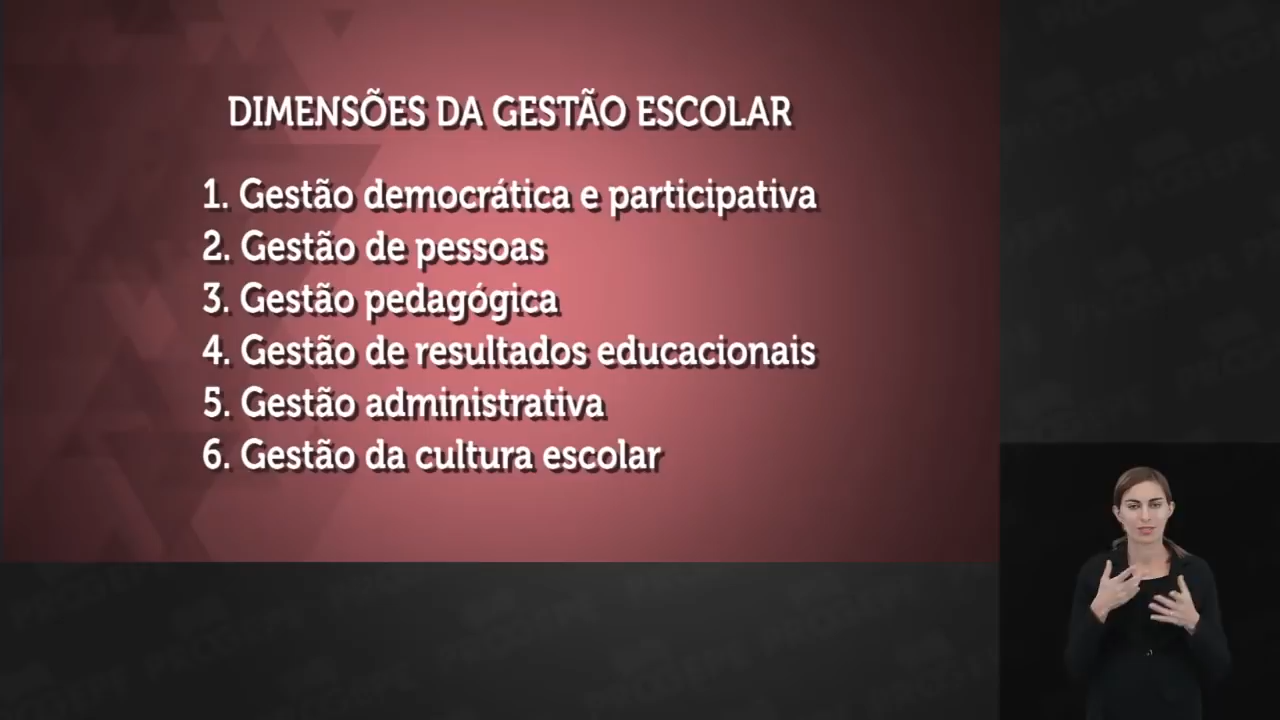 DIMENSÕES DA GESTÃO ESCOLAR
1. Gestão democrática e participativa
2. Gestão de pessoas
3. Gestão pedagógica
4. Gestão de resultados educacionais
5. Gestão administrativa
6. Gestão da cultura escolar